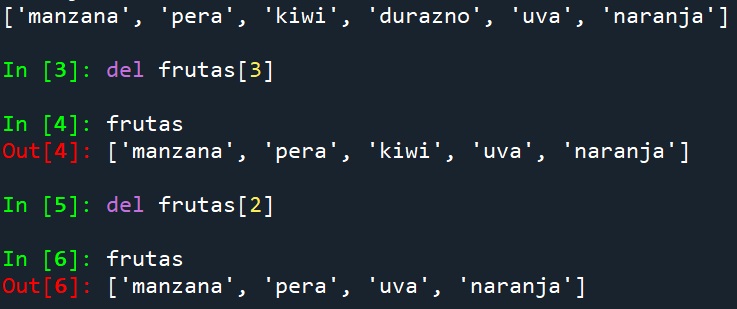 ['manzana', 'pera', 'kiwi', 'durazno', 'uva', 'naranja']
In [3]: del frutas[3]
In [4]: frutas
Out[4]: ['manzana', 'pera', 'kiwi', 'uva', 'naranja']
In [5]: del frutas[2]
In [6]: frutas
Out[6]: ['manzana', 'pera', 'uva', 'naranja']